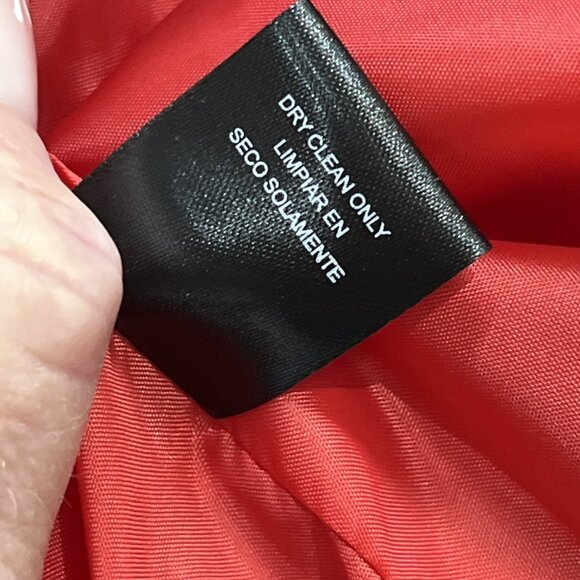 DRY CLEAN ONLY
LIMPIAR EN
SECO SOLAMENTE